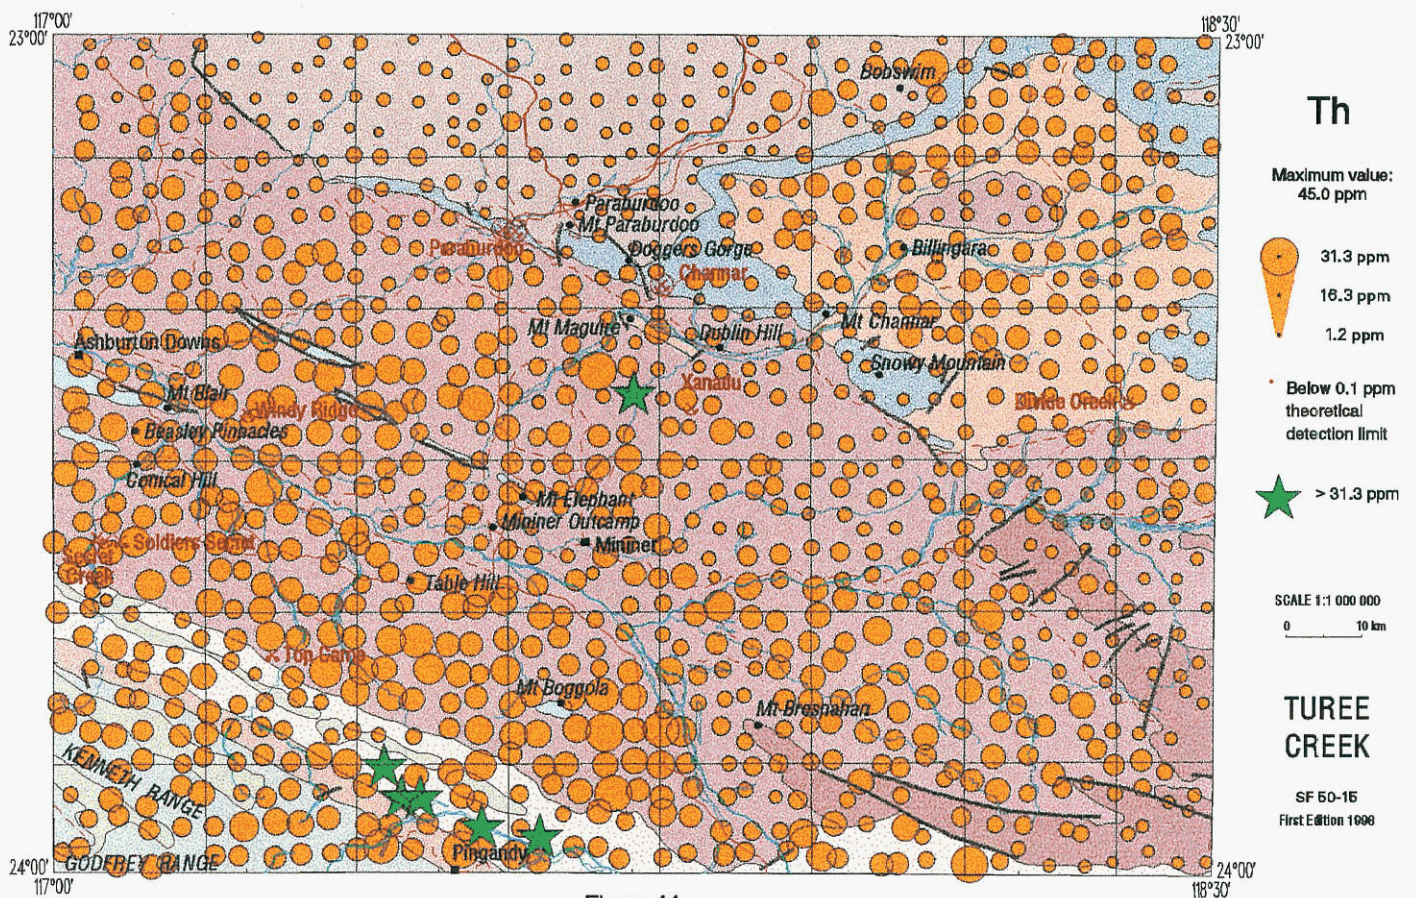 117°00'
118°30'
23°00'
23°00'
Bobswim
Paraburdoo
Mt Paraburdoo
Paraburdoo
Doggers Gorge
Billingara
Channar
Mt Maguire
Mt Channar
Dublin Hill
Ashburton Downs
Snowy Mountain
Xanadu
Mt Blair
Windy Ridge
Beasley Pinnacles
Conical Hill
Mt Elephant
Mininer Outcamp
Soldiers Secret
Mininer
Secret
Creek
Table Hill
Top Camp
Mt Boggola
Mt Bresnahan
KENNETH RANGE
Pingandy
GODFREY RANGE
24°00'
24°00'
117°00'
118°30'
Th
Maximum value:
45.0 ppm
31.3 ppm
16.3 ppm
1.2 ppm
Below 0.1 ppm
theoretical
detection limit
> 31.3 ppm
SCALE 1:1 000 000
0 10 km
TUREE
CREEK
SF 50-15
First Edition 1998